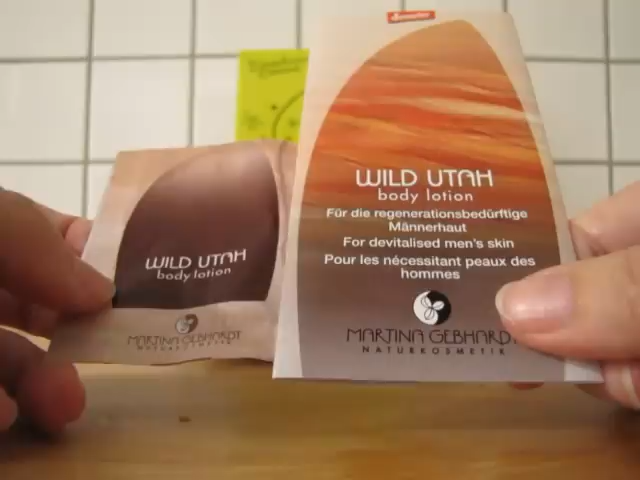 demeter
WILD UTAH
body lotion
Für die regenerationsbedürftige
Männerhaut
For devitalised men's skin
Pour les nécessitant peaux des
hommes
MARTINA GEBHARDT
NATURKOSMETIK
WILD UTAH
body lotion
MARTINA GEBHARDT
NATURKOSMETIK